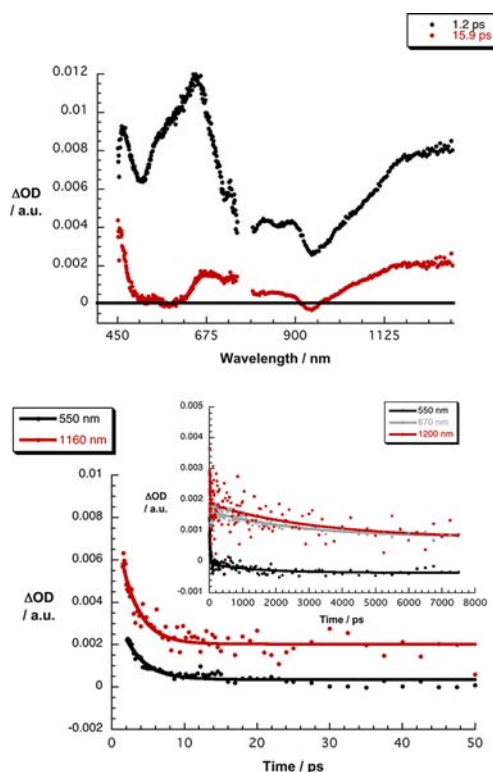 1.2 ps
15.9 ps
0.012
0.01
0.008
0.006
0.004
0.002
0
ΔOD
/ a.u.
450 675 900 1125
Wavelength / nm
550 nm
1160 nm
0.01
0.008
0.006
0.004
0.002
0
-0.002
ΔOD
/ a.u.
0 10 20 30 40 50
Time / ps
0.005
0.004
0.003
0.002
0.001
0
-0.001
ΔOD
/ a.u.
550 nm
670 nm
1200 nm
0 1000 2000 3000 4000 5000 6000 7000 8000
Time / ps